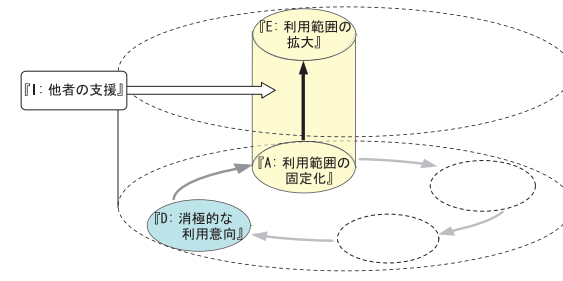 『E: 利用範囲の
拡大』
『I: 他者の支援』
『A: 利用範囲の
固定化』
『D: 消極的な
利用意向』